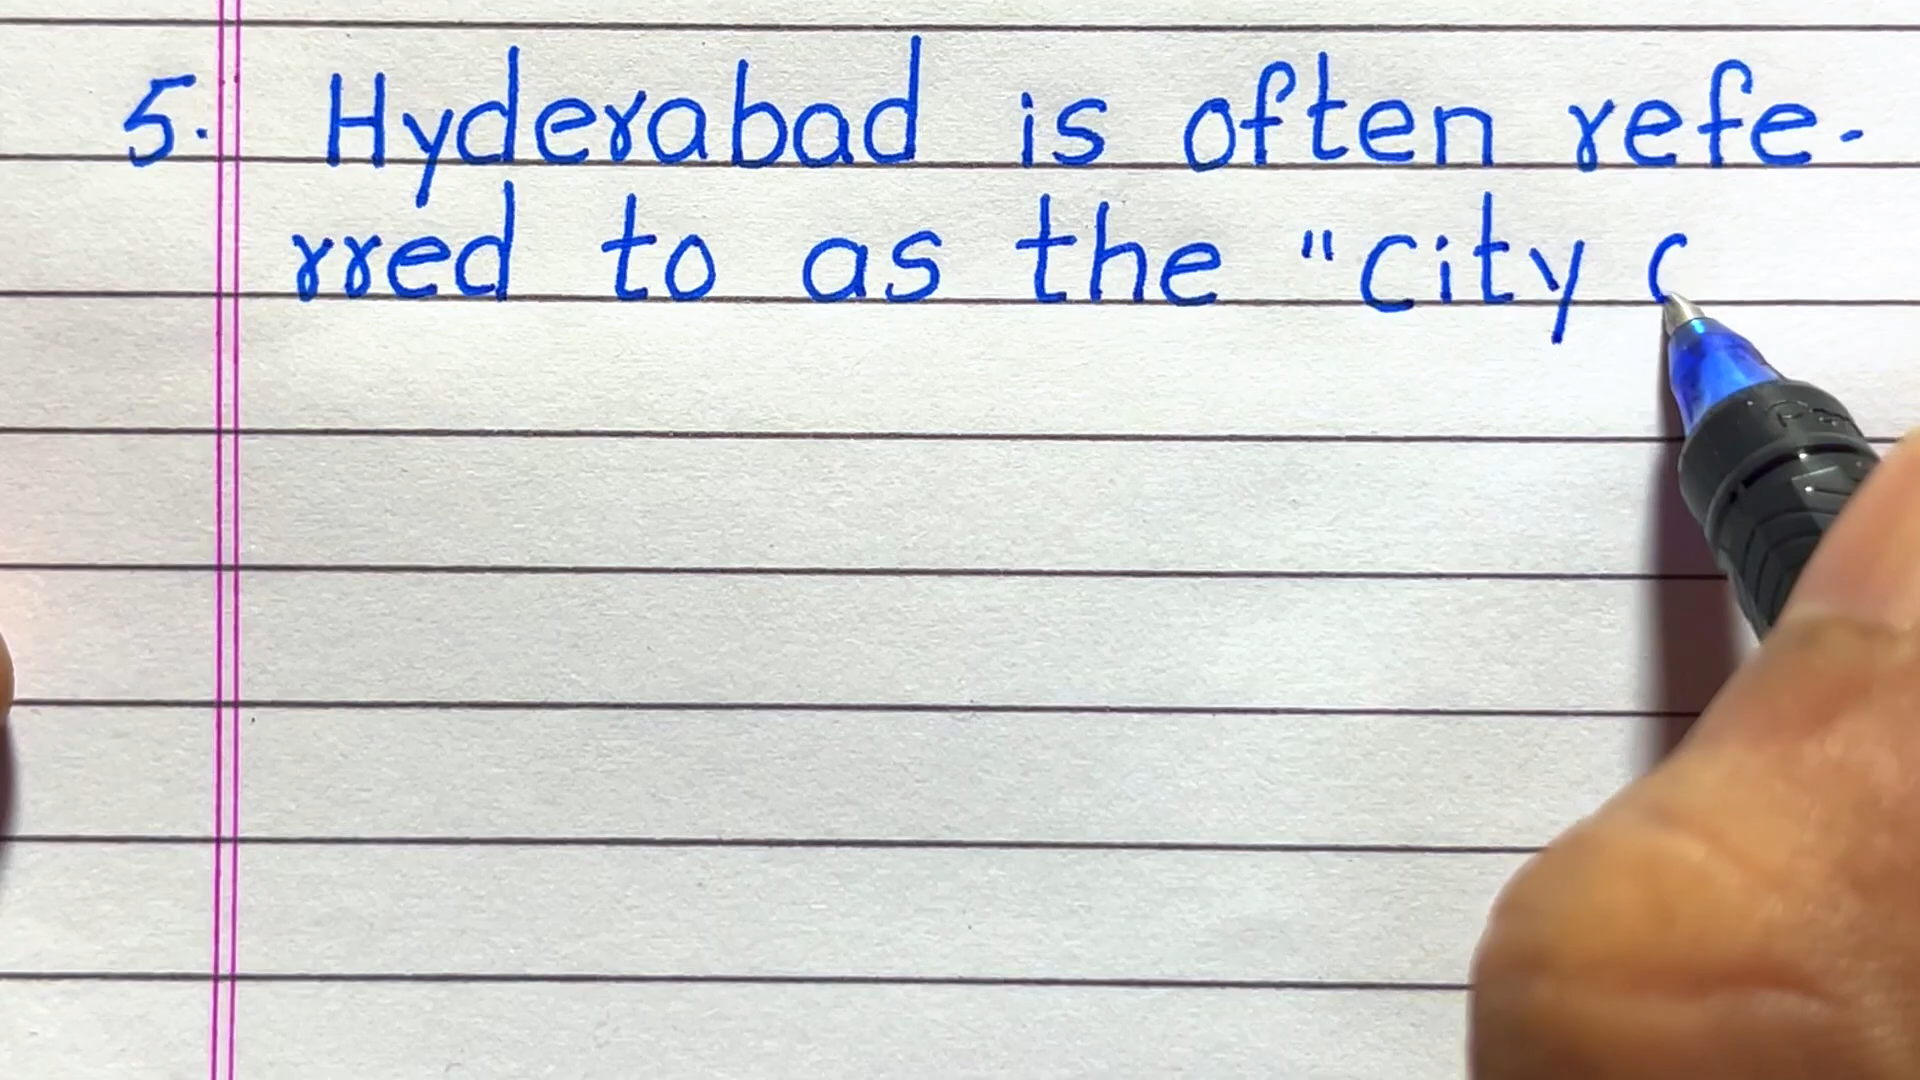 5. Hyderabad is often refe-
rred to as the "city